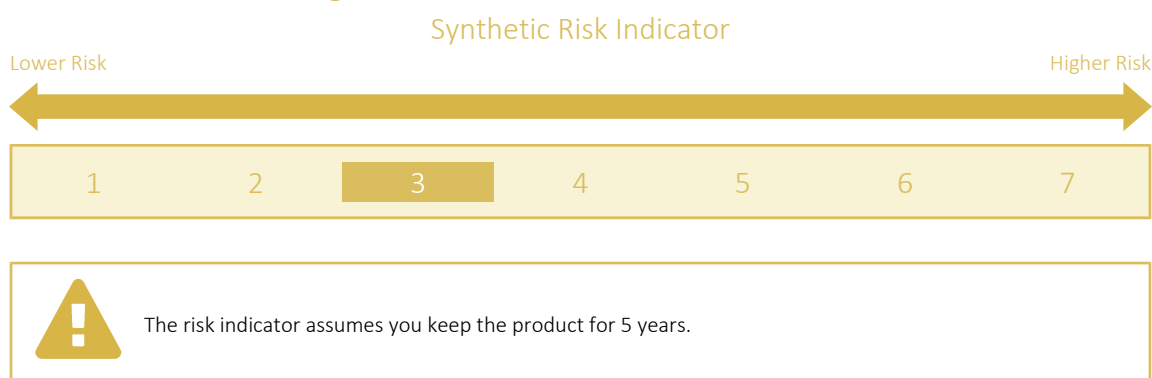 Synthetic Risk Indicator
Lower Risk Higher Risk
1 2 3 4 5 6 7
The risk indicator assumes you keep the product for 5 years.